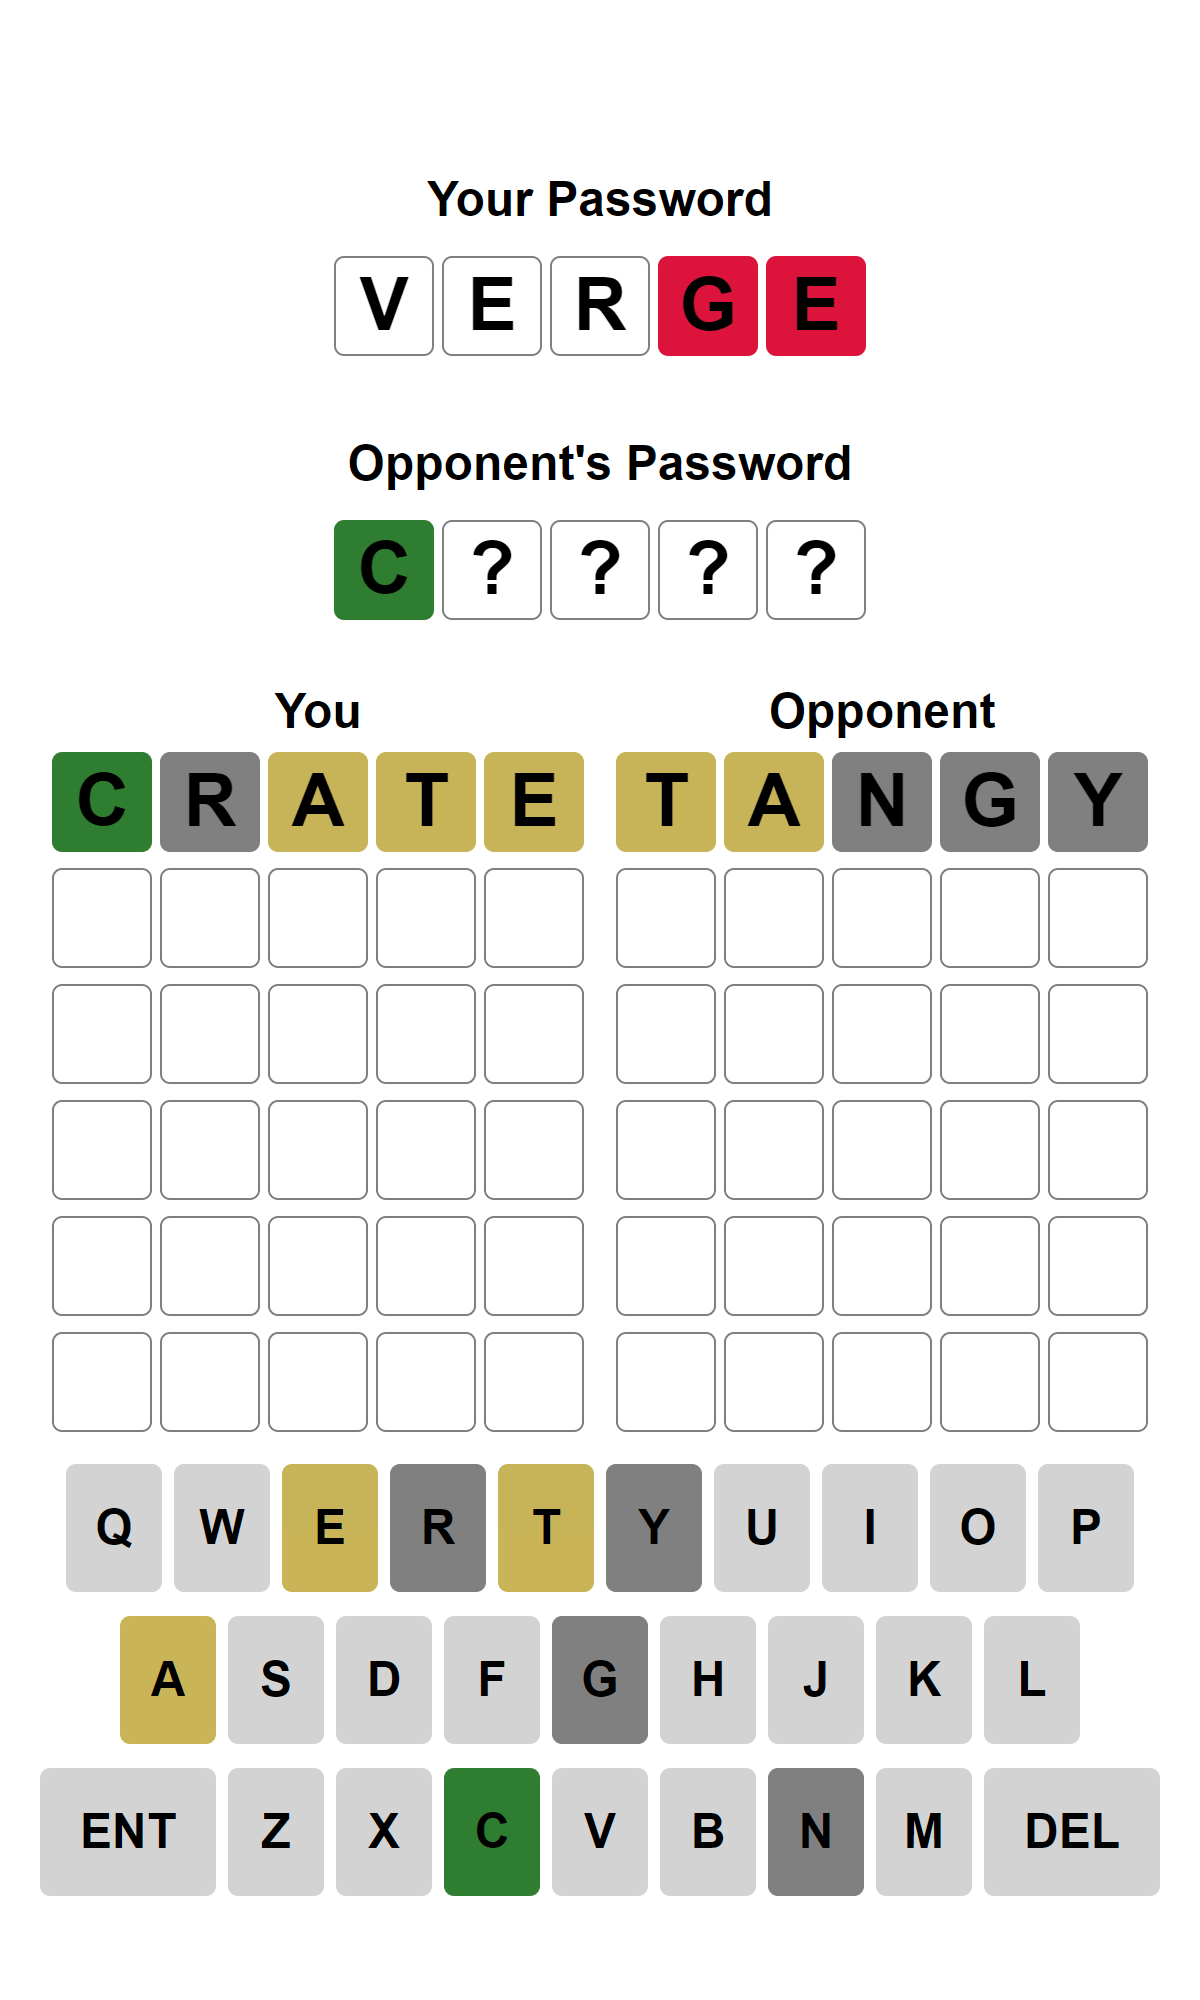 Your Password
V E R G E
Opponent's Password
C ? ? ? ?
You Opponent
C R A T E T A N G Y
Q W E R T Y U I O P
A S D F G H J K L
ENT Z X C V B N M DEL